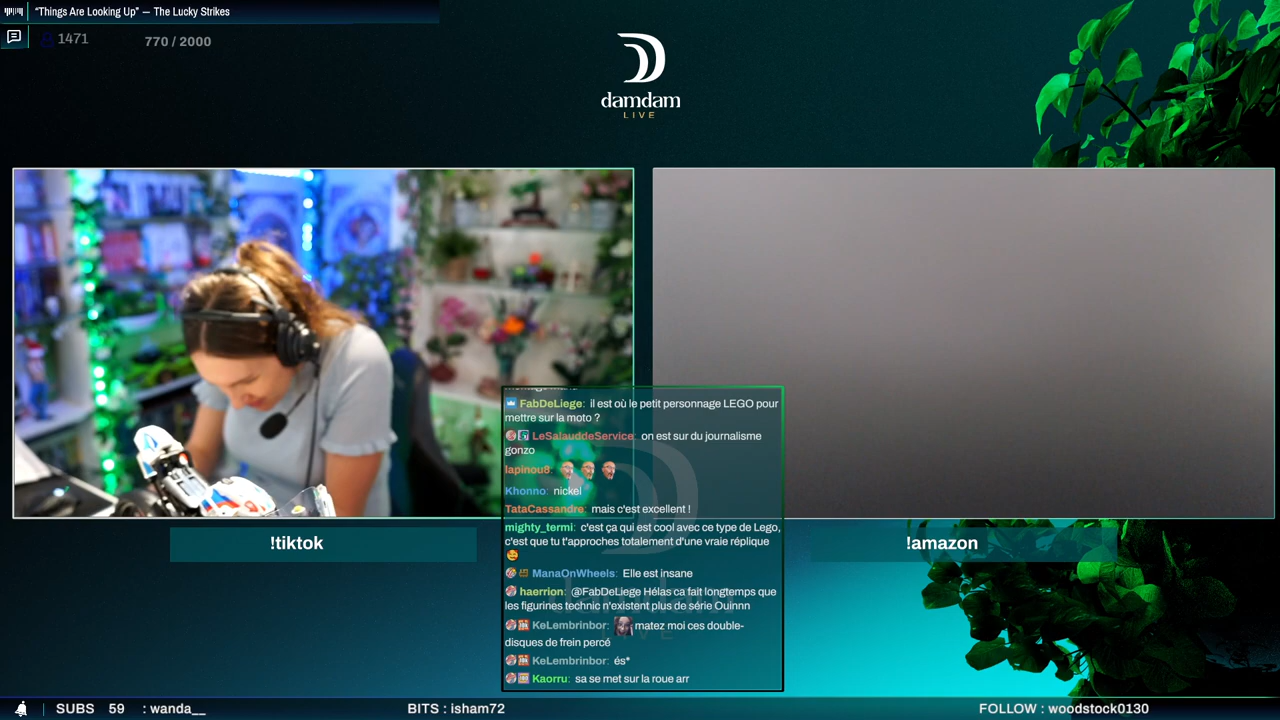 “Things Are Looking Up” — The Lucky Strikes
1471
770 / 2000
damdam
LIVE
FabDeLiege: il est où le petit personnage LEGO pour
mettre sur la moto ?
LeSalauddeService: on est sur du journalisme
gonzo
lapinou8:
Khonno: nickel
TataCassandre: mais c'est excellent !
mighty_termi: c'est ça qui est cool avec ce type de Lego,
c'est que tu t'approches totalement d'une vraie réplique
ManaOnWheels: Elle est insane
haerrion: @FabDeLiege Hélas ca fait longtemps que
les figurines technic n'existent plus de série Ouinnn
KeLembrinbor: matez moi ces double-
disques de frein percé
KeLembrinbor: és*
Kaorru: sa se met sur la roue arr
!tiktok
!amazon
SUBS 59 : wanda__
BITS : isham72
FOLLOW : woodstock0130